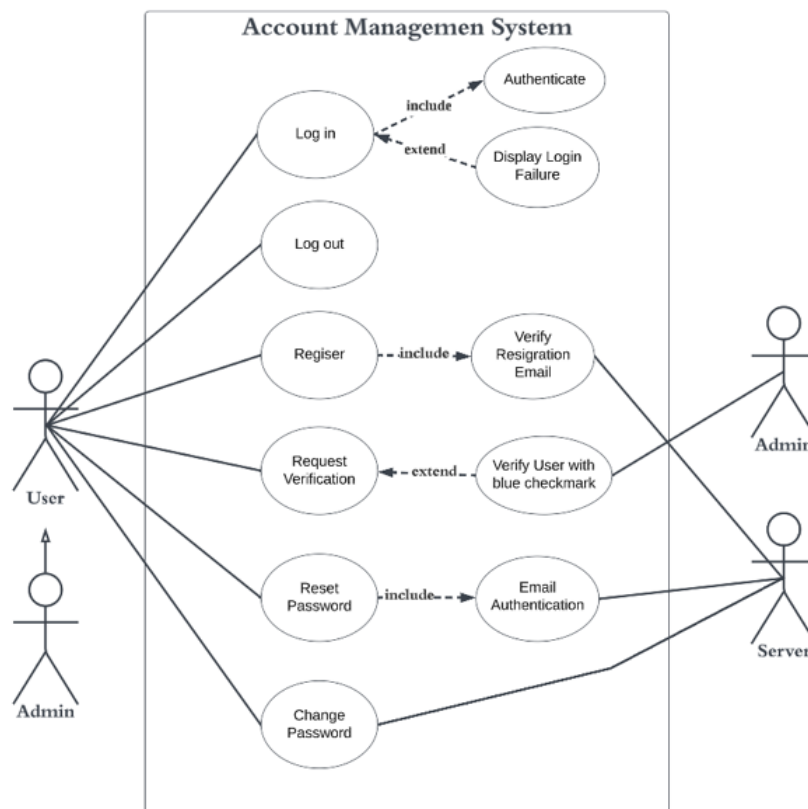 Account Managemen System
Authenticate
include
Log in
extend
Display Login
Failure
Log out
Regiser
include
Verify
Resigration
Email
Admin
Request
Verification
extend
Verify User with
blue checkmark
User
Reset
Password
include
Email
Authentication
Server
Admin
Change
Password